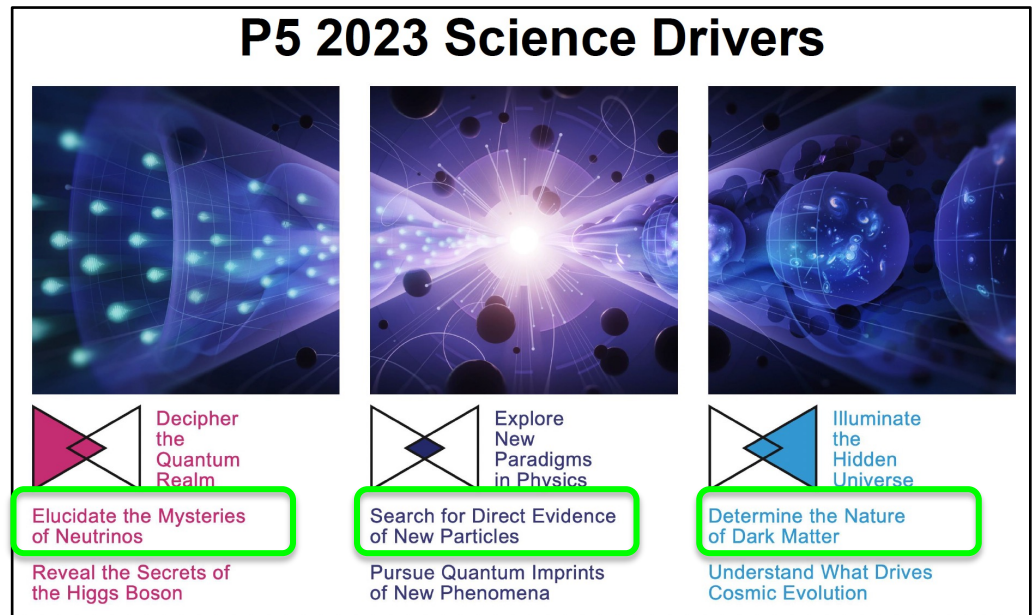 P5 2023 Science Drivers
Decipher
the
Quantum
Realm
Elucidate the Mysteries
of Neutrinos
Reveal the Secrets of
the Higgs Boson
Explore
New
Paradigms
in Physics
Search for Direct Evidence
of New Particles
Pursue Quantum Imprints
of New Phenomena
Illuminate
the
Hidden
Universe
Determine the Nature
of Dark Matter
Understand What Drives
Cosmic Evolution